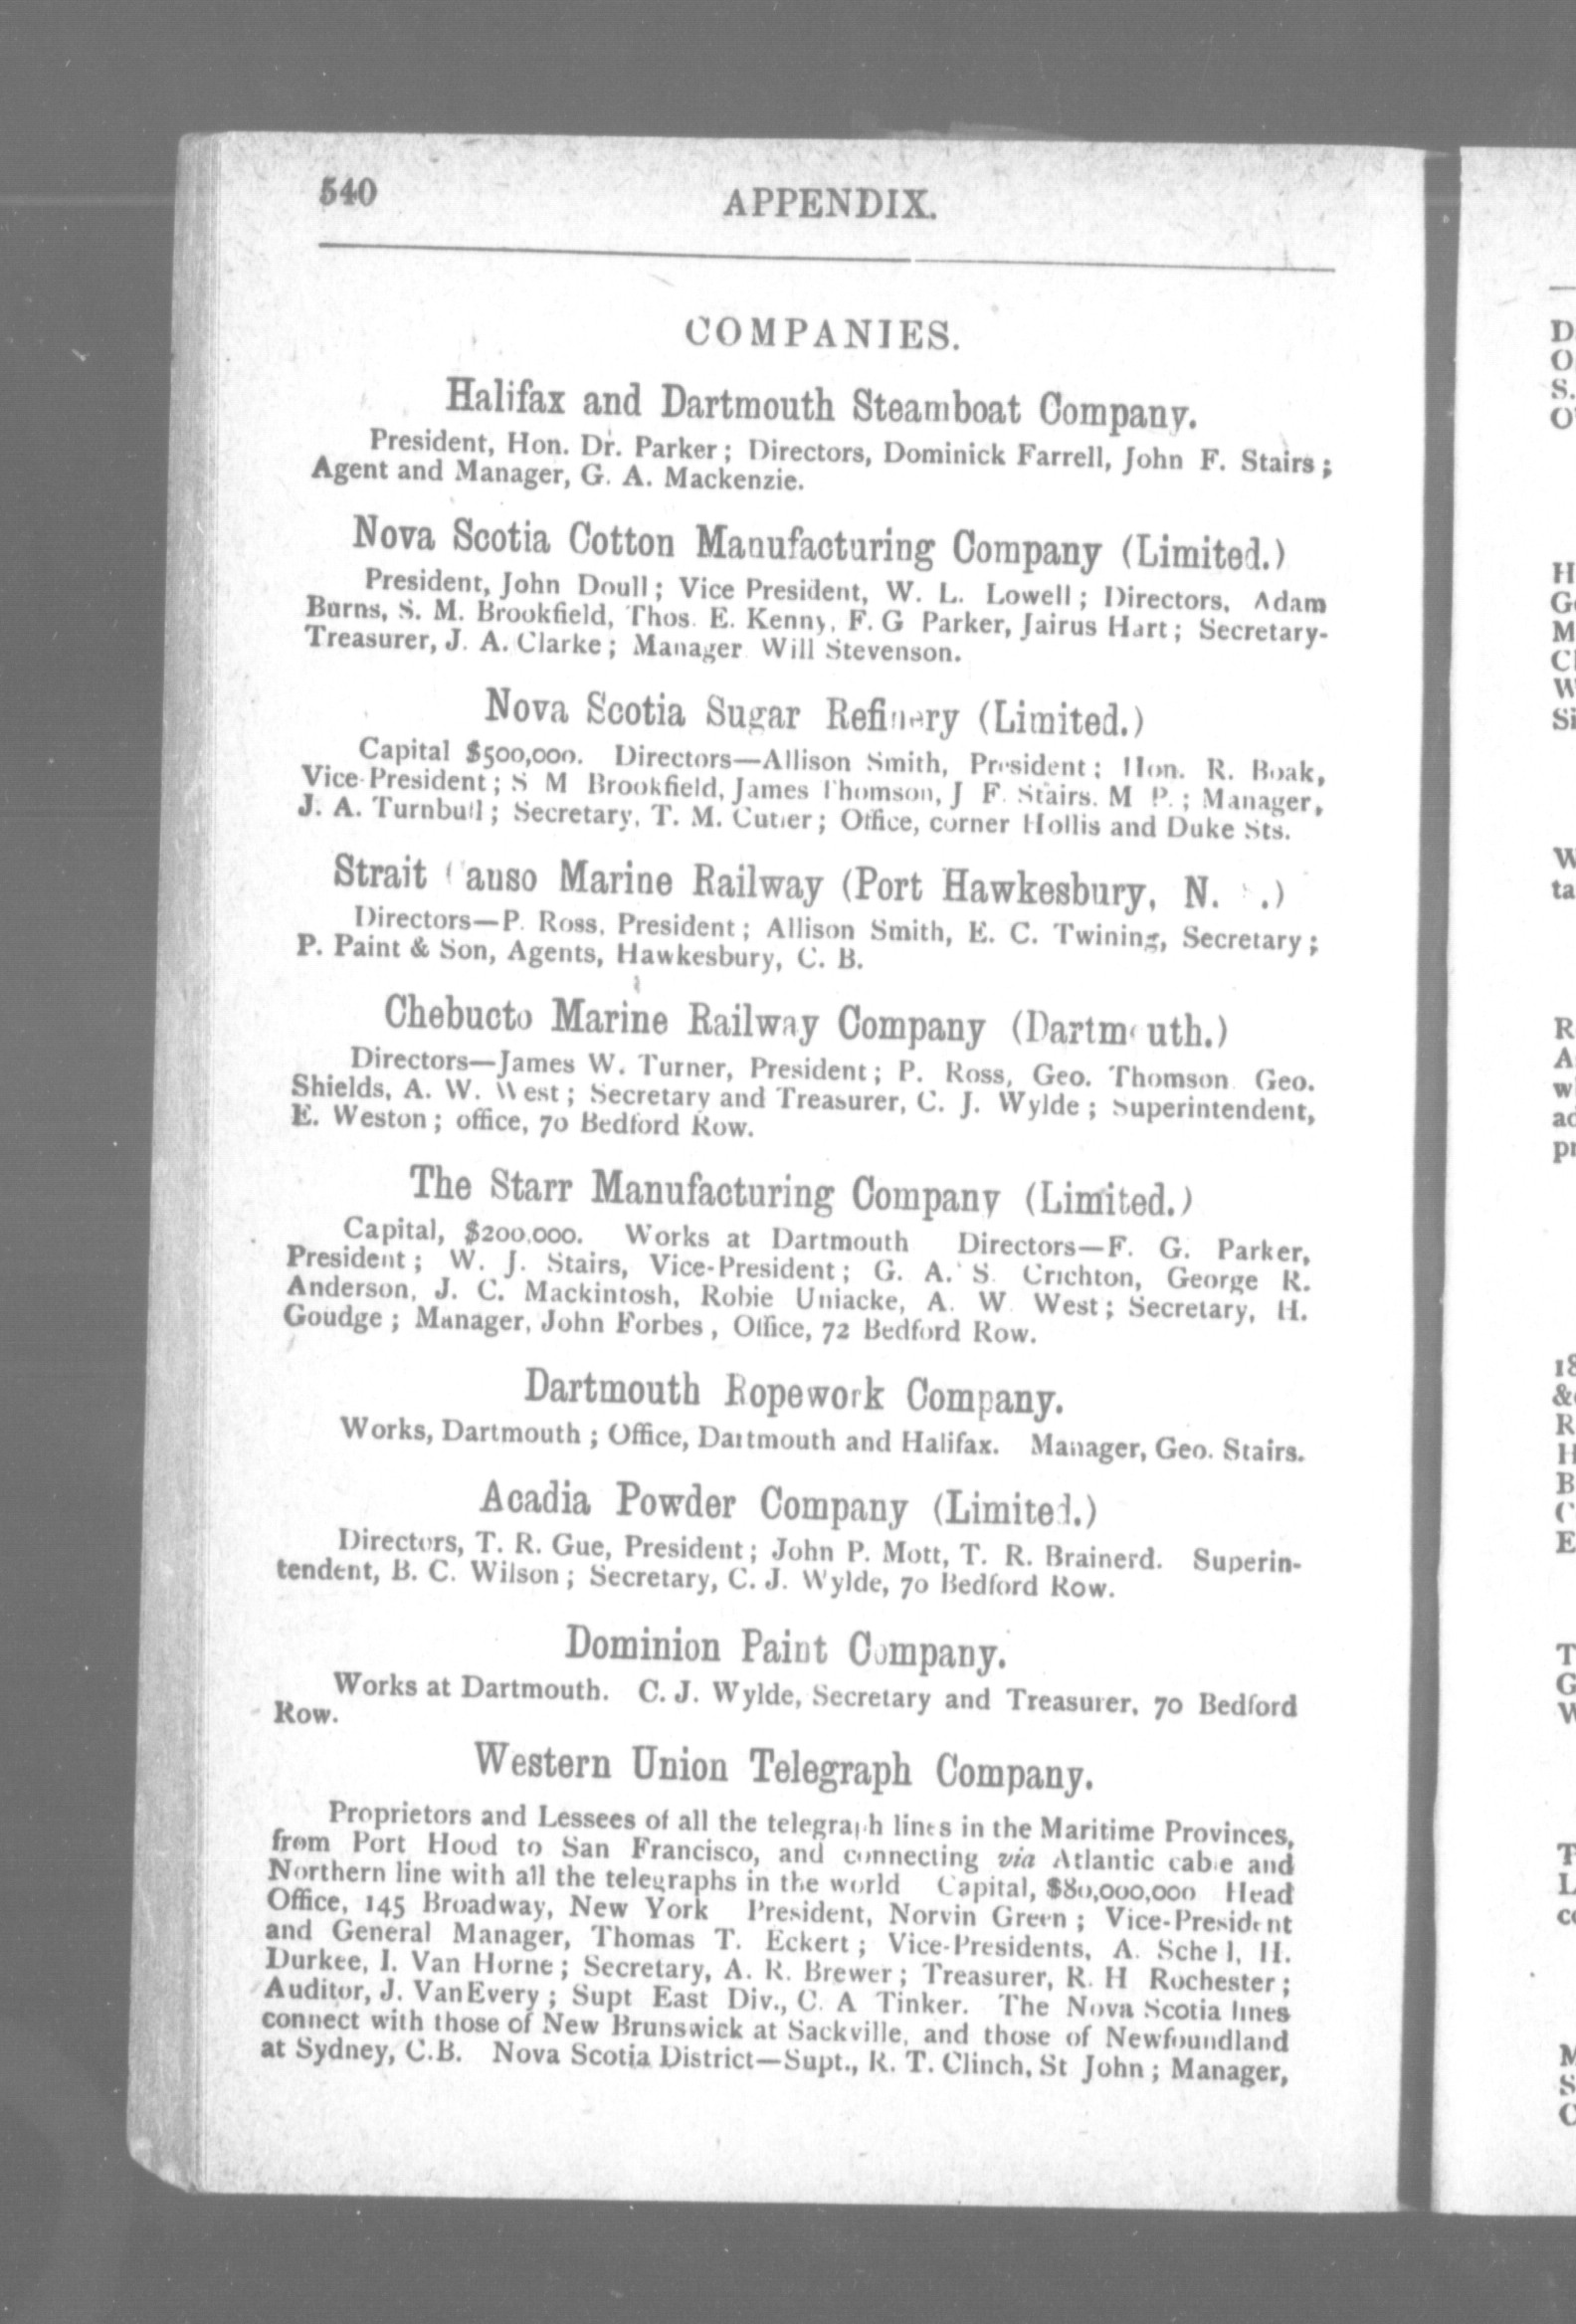 540
APPENDIX.
COMPANIES.
Halifax and Dartmouth Steamboat Company.
President, Hon. Dr. Parker; Directors, Dominick Farrell, John F. Stairs;
Agent and Manager, G. A. Mackenzie.
Nova Scotia Cotton Manufacturing Company (Limited.)
President, John Doull; Vice President, W. L. Lowell; Directors, Adam
Burns, S. M. Brookfield, Thos. E. Kenny, F. G Parker, Jairus Hart; Secretary-
Treasurer, J. A. Clarke; Manager Will Stevenson.
Nova Scotia Sugar Refinery (Limited.)
Capital $500,000. Directors—Allison Smith, President; Hon. R. Boak,
Vice-President; S M Brookfield, James Thomson, J F. Stairs. M P.; Manager,
J. A. Turnbull; Secretary, T. M. Cutler; Office, corner Hollis and Duke Sts.
Strait Canso Marine Railway (Port Hawkesbury, N. .)
Directors—P. Ross, President; Allison Smith, E. C. Twining, Secretary;
P. Paint & Son, Agents, Hawkesbury, C. B.
Chebucto Marine Railway Company (Dartmouth.)
Directors—James W. Turner, President; P. Ross, Geo. Thomson Geo.
Shields, A. W. West; Secretary and Treasurer, C. J. Wylde; Superintendent,
E. Weston; office, 70 Bedford Row.
The Starr Manufacturing Company (Limited.)
Capital, $200,000. Works at Dartmouth Directors—F. G. Parker,
President; W. J. Stairs, Vice-President; G. A. S. Crichton, George R.
Anderson, J. C. Mackintosh, Robie Uniacke, A. W West; Secretary, H.
Goudge; Manager, John Forbes, Office, 72 Bedford Row.
Dartmouth Ropework Company.
Works, Dartmouth; Office, Dartmouth and Halifax. Manager, Geo. Stairs.
Acadia Powder Company (Limited.)
Directors, T. R. Gue, President; John P. Mott, T. R. Brainerd. Superin-
tendent, B. C. Wilson; Secretary, C. J. Wylde, 70 Bedford Row.
Dominion Paint Company.
Works at Dartmouth. C. J. Wylde, Secretary and Treasurer, 70 Bedford
Row.
Western Union Telegraph Company.
Proprietors and Lessees of all the telegraph lines in the Maritime Provinces,
from Port Hood to San Francisco, and connecting via Atlantic cable and
Northern line with all the telegraphs in the world Capital, $80,000,000 Head
Office, 145 Broadway, New York President, Norvin Green; Vice-President
and General Manager, Thomas T. Eckert; Vice-Presidents, A. Schell, H.
Durkee, I. Van Horne; Secretary, A. R. Brewer; Treasurer, R. H Rochester;
Auditor, J. VanEvery; Supt East Div., C. A Tinker. The Nova Scotia lines
connect with those of New Brunswick at Sackville, and those of Newfoundland
at Sydney, C.B. Nova Scotia District—Supt., R. T. Clinch, St John; Manager,